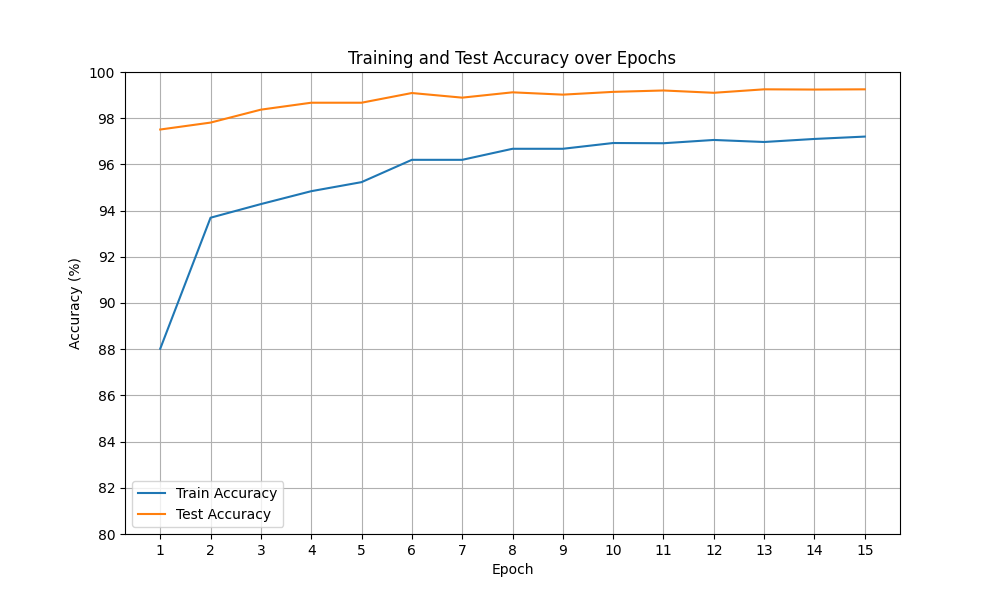 Training and Test Accuracy over Epochs
100
98
96
94
92
90
88
86
84
82
80
Accuracy (%)
Train Accuracy
Test Accuracy
1 2 3 4 5 6 7 8 9 10 11 12 13 14 15
Epoch